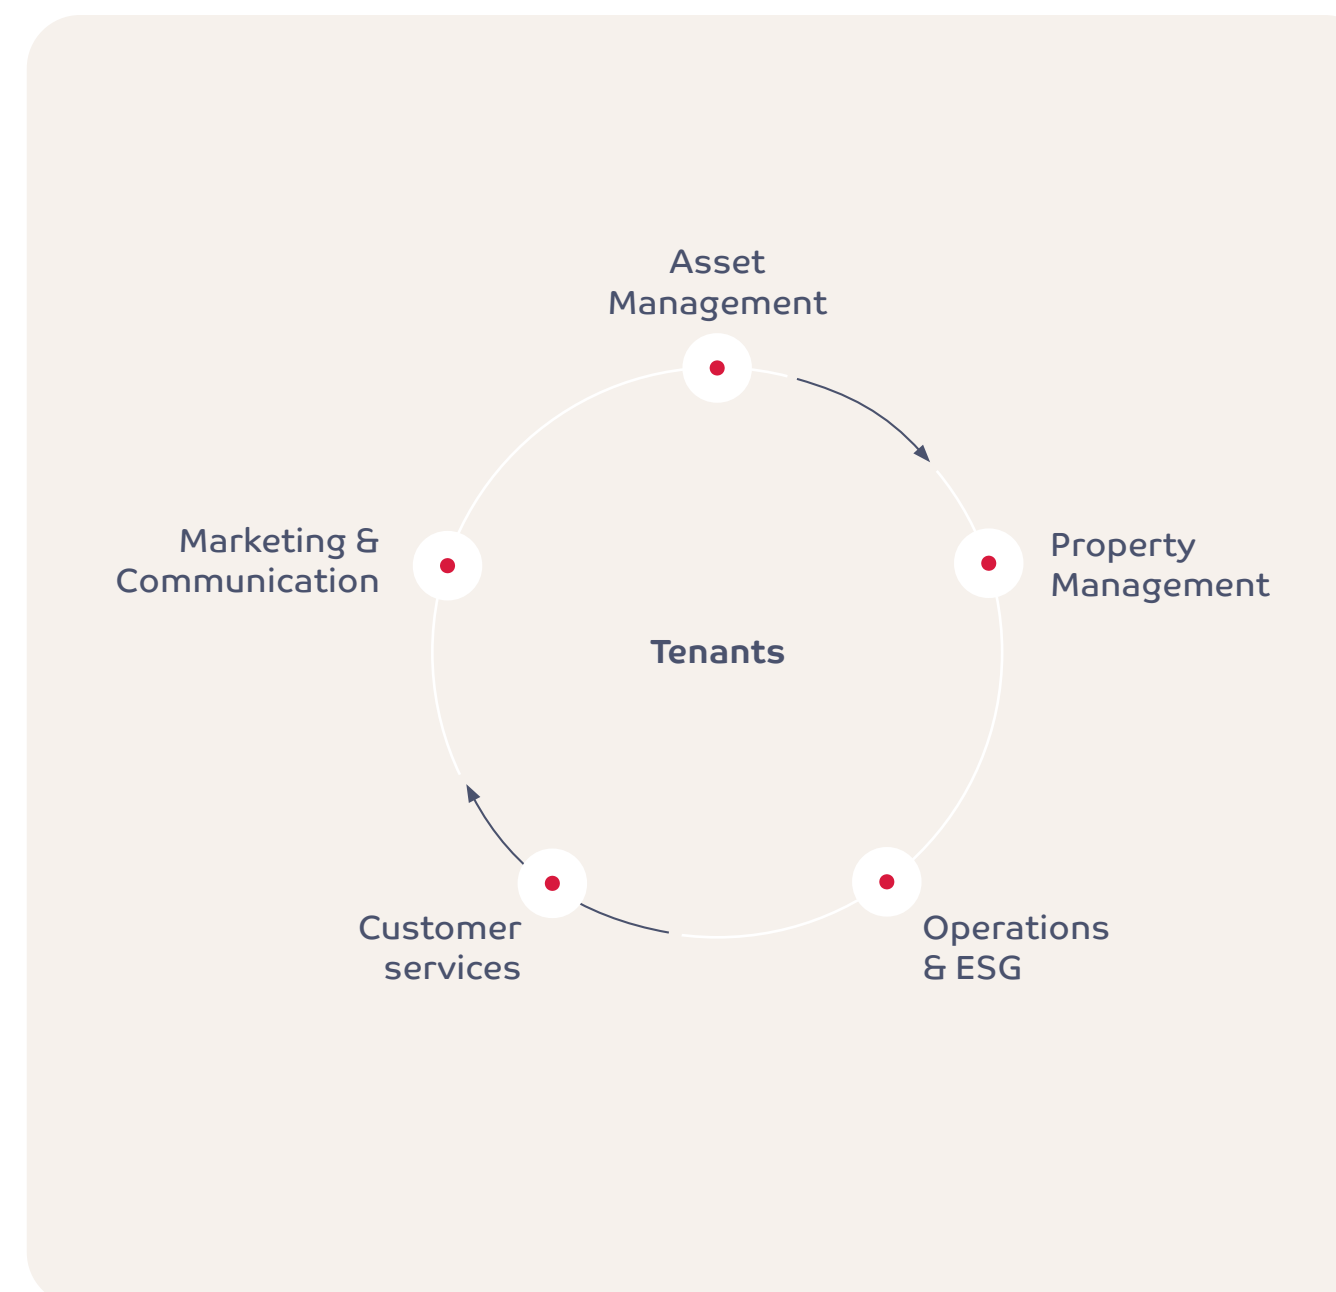 Asset
Management
Marketing &
Communication
Property
Management
Tenants
Customer
services
Operations
& ESG